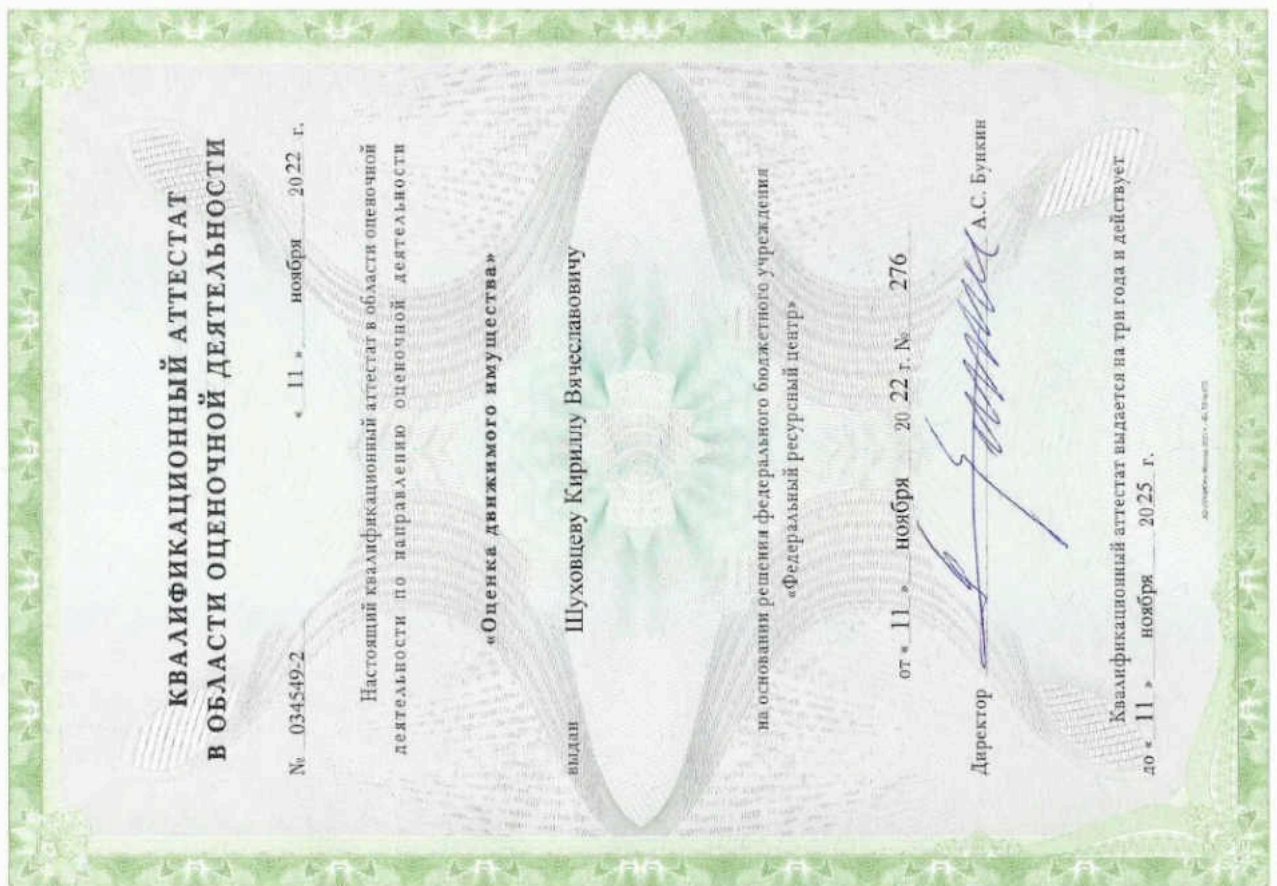 КВАЛИФИКАЦИОННЫЙ АТТЕСТАТ
В ОБЛАСТИ ОЦЕНОЧНОЙ ДЕЯТЕЛЬНОСТИ
№ 034549-2 « 11 » ноября 2022 г.
Настоящий квалификационный аттестат в области оценочной
деятельности по направлению оценочной деятельности
«Оценка движимого имущества»
выдан Шуховцеву Кириллу Вячеславовичу
на основании решения федерального бюджетного учреждения
«Федеральный ресурсный центр»
от « 11 » ноября 20 22 г. № 276
Директор А.С. Бункин
Квалификационный аттестат выдается на три года и действует
до « 11 » ноября 2025 г.